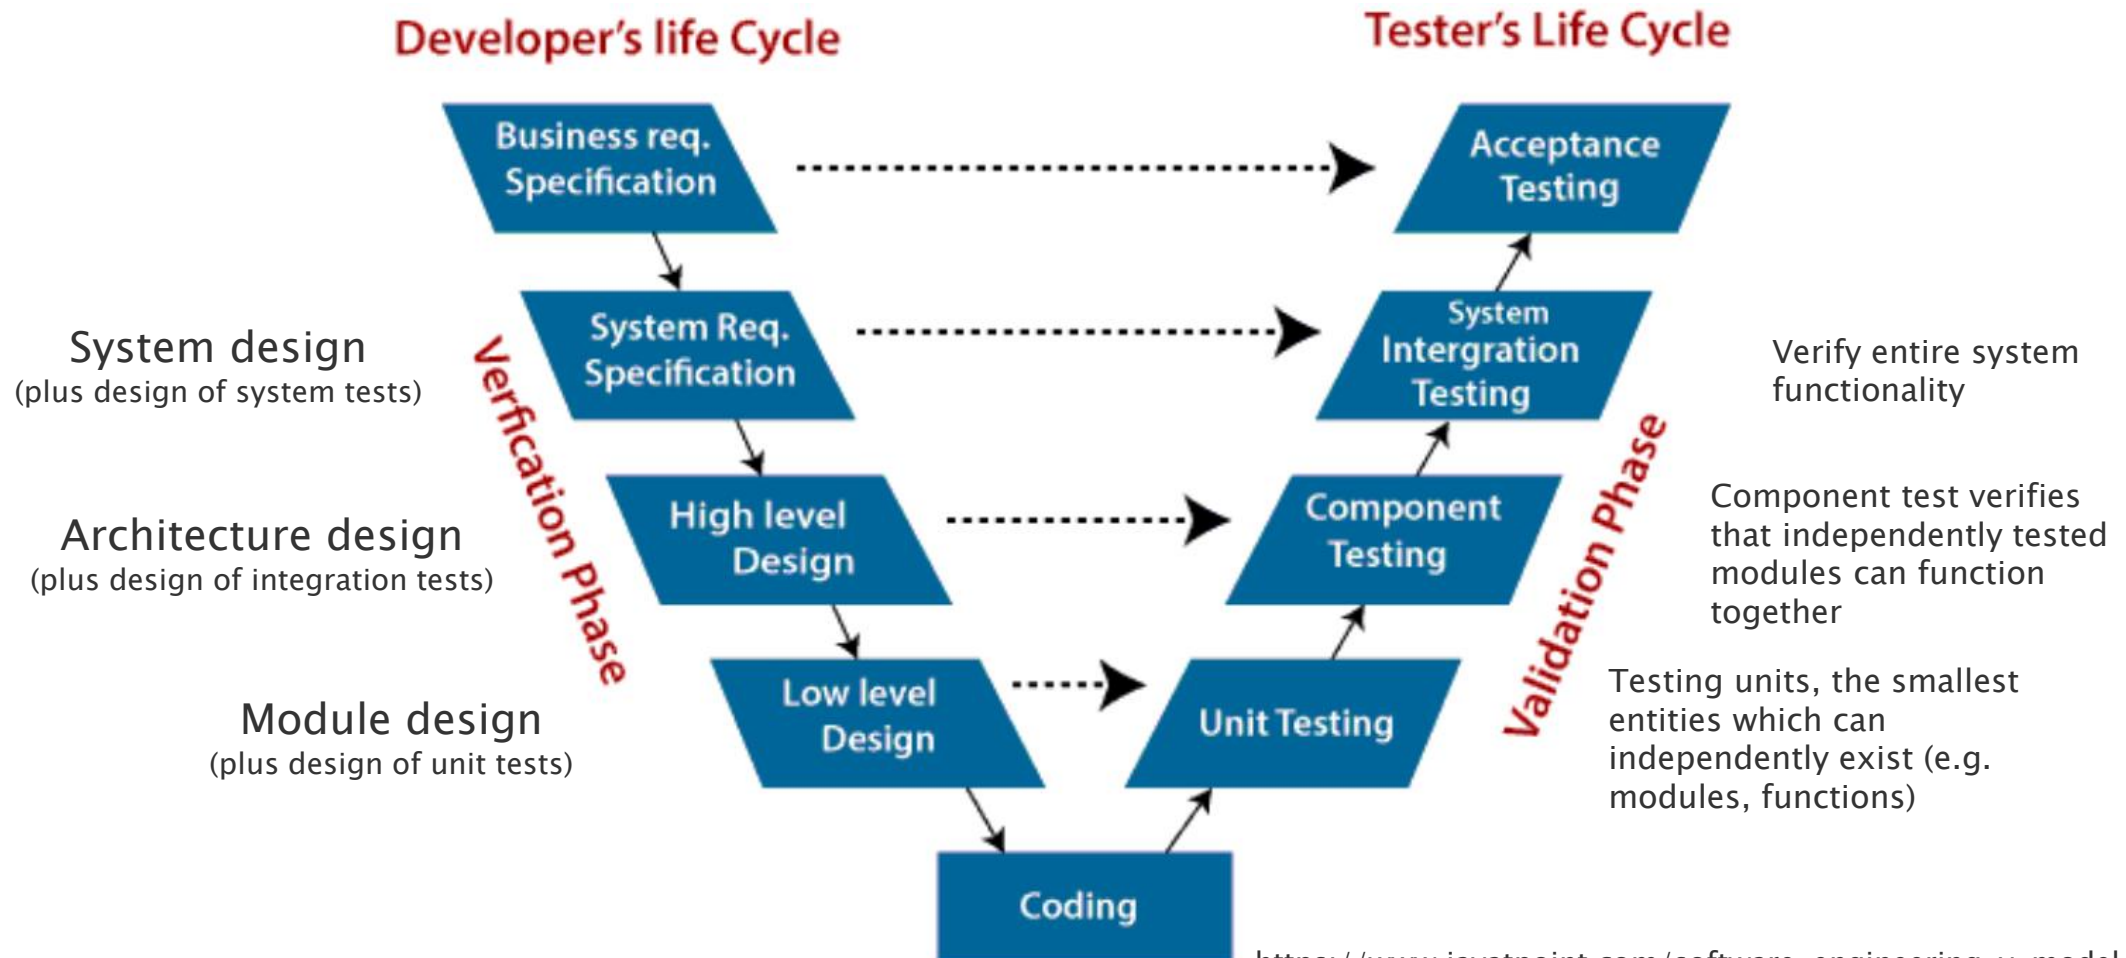 Developer's life Cycle
Tester's Life Cycle
Business req.
Specification
Acceptance
Testing
System design
(plus design of system tests)
System Req.
Specification
System
Intergration
Testing
Verify entire system
functionality
Verfication Phase
Validation Phase
Architecture design
(plus design of integration tests)
High level
Design
Component
Testing
Component test verifies
that independently tested
modules can function
together
Module design
(plus design of unit tests)
Low level
Design
Unit Testing
Testing units, the smallest
entities which can
independently exist (e.g.
modules, functions)
Coding